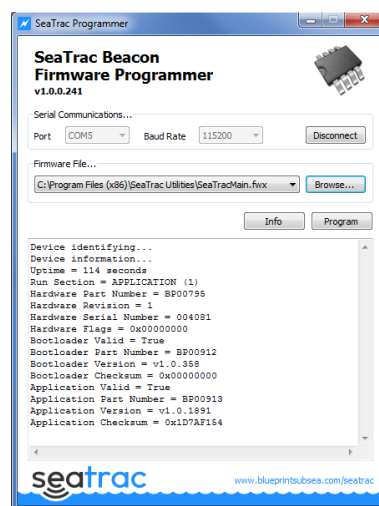 SeaTrac Programmer
SeaTrac Beacon
Firmware Programmer
v1.0.0.241
Serial Communications...
Port COM5 Baud Rate 115200 Disconnect
Firmware File...
C:\Program Files (x86)\SeaTrac Utilities\SeaTracMain.fwx Browse...
Info Program
Device identifying...
Device information...
Uptime = 114 seconds
Run Section = APPLICATION (1)
Hardware Part Number = BP00795
Hardware Revision = 1
Hardware Serial Number = 004081
Hardware Flags = 0x00000000
Bootloader Valid = True
Bootloader Part Number = BP00912
Bootloader Version = v1.0.358
Bootloader Checksum = 0x00000000
Application Valid = True
Application Part Number = BP00913
Application Version = v1.0.1891
Application Checksum = 0x1D7AF154
seatrac www.blueprintsubsea.com/seatrac